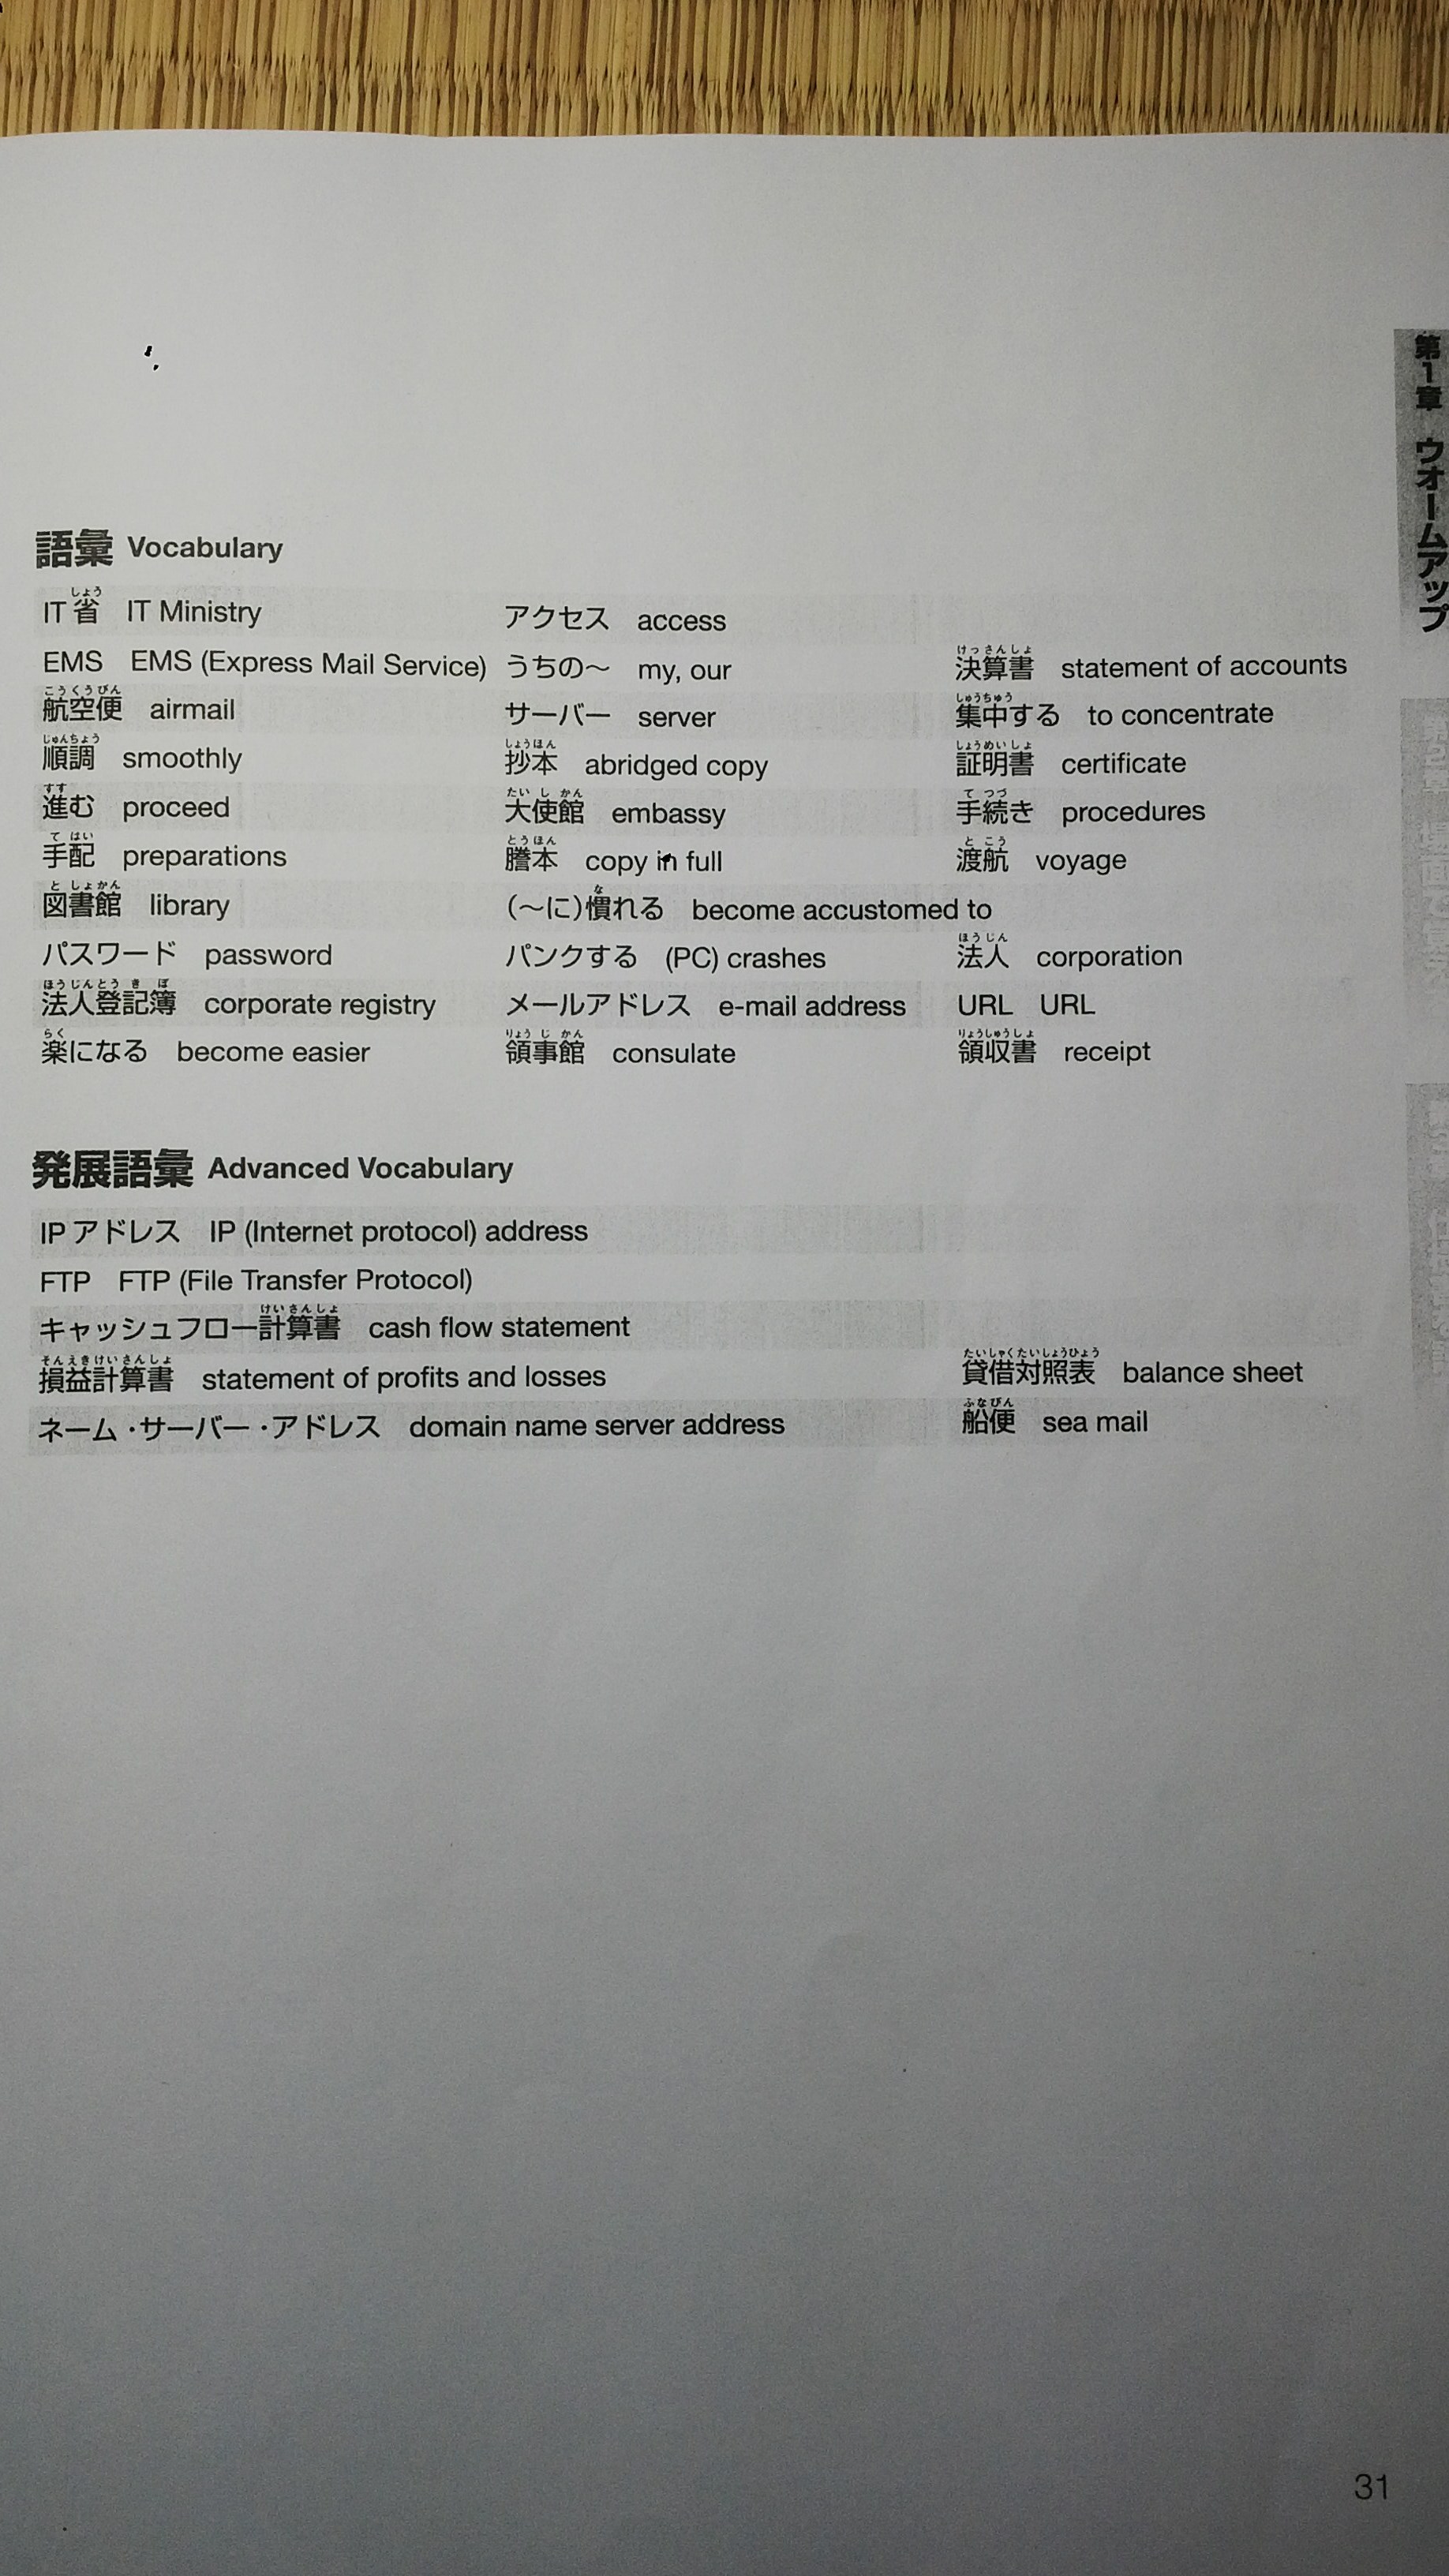 語彙 Vocabulary
IT省 IT Ministry アクセス access
EMS EMS (Express Mail Service) うちの〜 my, our 決算書 statement of accounts
航空便 airmail サーバー server 集中する to concentrate
順調 smoothly 抄本 abridged copy 証明書 certificate
進む proceed 大使館 embassy 手続き procedures
手配 preparations 謄本 copy in full 渡航 voyage
図書館 library (〜に)慣れる become accustomed to
パスワード password パンクする (PC) crashes 法人 corporation
法人登記簿 corporate registry メールアドレス e-mail address URL URL
楽になる become easier 領事館 consulate 領収書 receipt
発展語彙 Advanced Vocabulary
IPアドレス IP (Internet protocol) address
FTP FTP (File Transfer Protocol)
キャッシュフロー計算書 cash flow statement
損益計算書 statement of profits and losses 貸借対照表 balance sheet
ネーム・サーバー・アドレス domain name server address 船便 sea mail
第1章
ウォームアップ
31